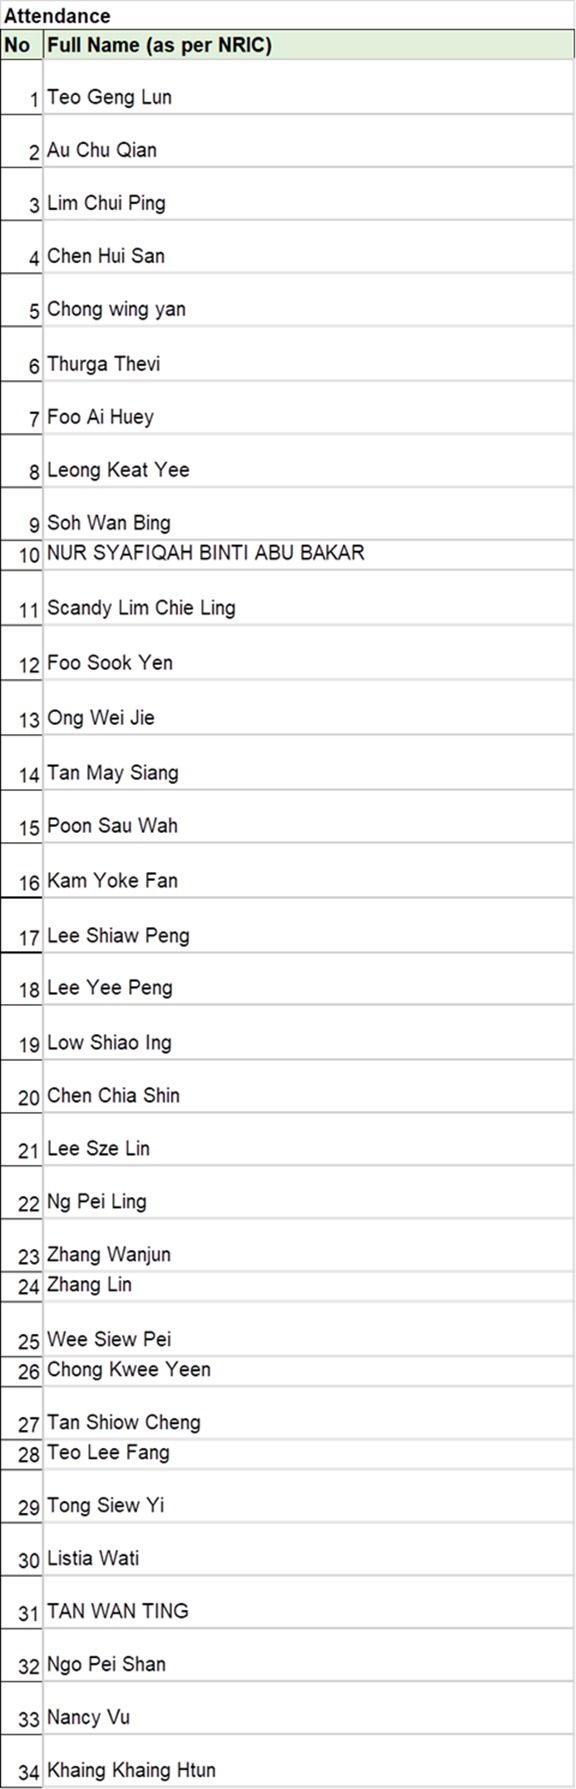 Attendance
No Full Name (as per NRIC)
1 Teo Geng Lun
2 Au Chu Qian
3 Lim Chui Ping
4 Chen Hui San
5 Chong wing yan
6 Thurga Thevi
7 Foo Ai Huey
8 Leong Keat Yee
9 Soh Wan Bing
10 NUR SYAFIQAH BINTI ABU BAKAR
11 Scandy Lim Chie Ling
12 Foo Sook Yen
13 Ong Wei Jie
14 Tan May Siang
15 Poon Sau Wah
16 Kam Yoke Fan
17 Lee Shiaw Peng
18 Lee Yee Peng
19 Low Shiao Ing
20 Chen Chia Shin
21 Lee Sze Lin
22 Ng Pei Ling
23 Zhang Wanjun
24 Zhang Lin
25 Wee Siew Pei
26 Chong Kwee Yeen
27 Tan Shiow Cheng
28 Teo Lee Fang
29 Tong Siew Yi
30 Listia Wati
31 TAN WAN TING
32 Ngo Pei Shan
33 Nancy Vu
34 Khaing Khaing Htun